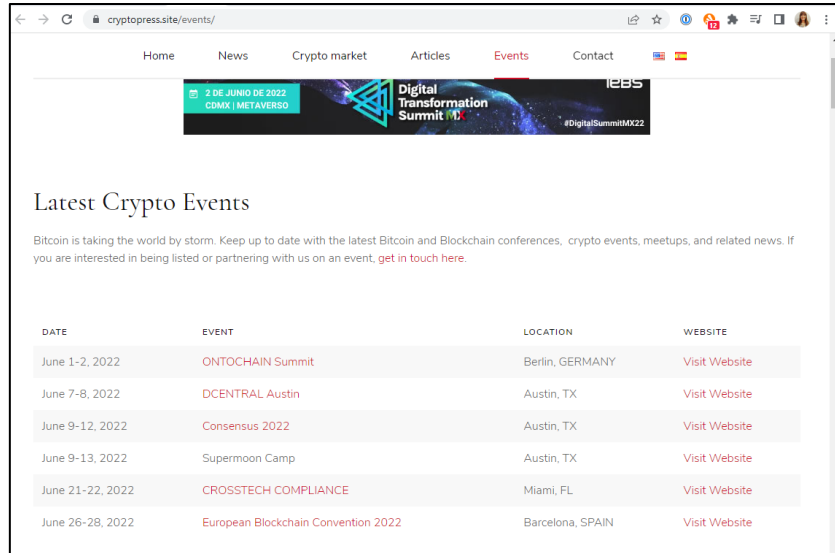 cryptopress.site/events/
12
Home News Crypto market Articles Events Contact
2 DE JUNIO DE 2022
CDMX | METAVERSO
Digital
Transformation
Summit MX
IEBS
#DigitalSummitMX22
Latest Crypto Events
Bitcoin is taking the world by storm. Keep up to date with the latest Bitcoin and Blockchain conferences, crypto events, meetups, and related news. If
you are interested in being listed or partnering with us on an event, get in touch here.
DATE EVENT LOCATION WEBSITE
June 1-2, 2022 ONTOCHAIN Summit Berlin, GERMANY Visit Website
June 7-8, 2022 DCENTRAL Austin Austin, TX Visit Website
June 9-12, 2022 Consensus 2022 Austin, TX Visit Website
June 9-13, 2022 Supermoon Camp Austin, TX Visit Website
June 21-22, 2022 CROSSTECH COMPLIANCE Miami, FL Visit Website
June 26-28, 2022 European Blockchain Convention 2022 Barcelona, SPAIN Visit Website